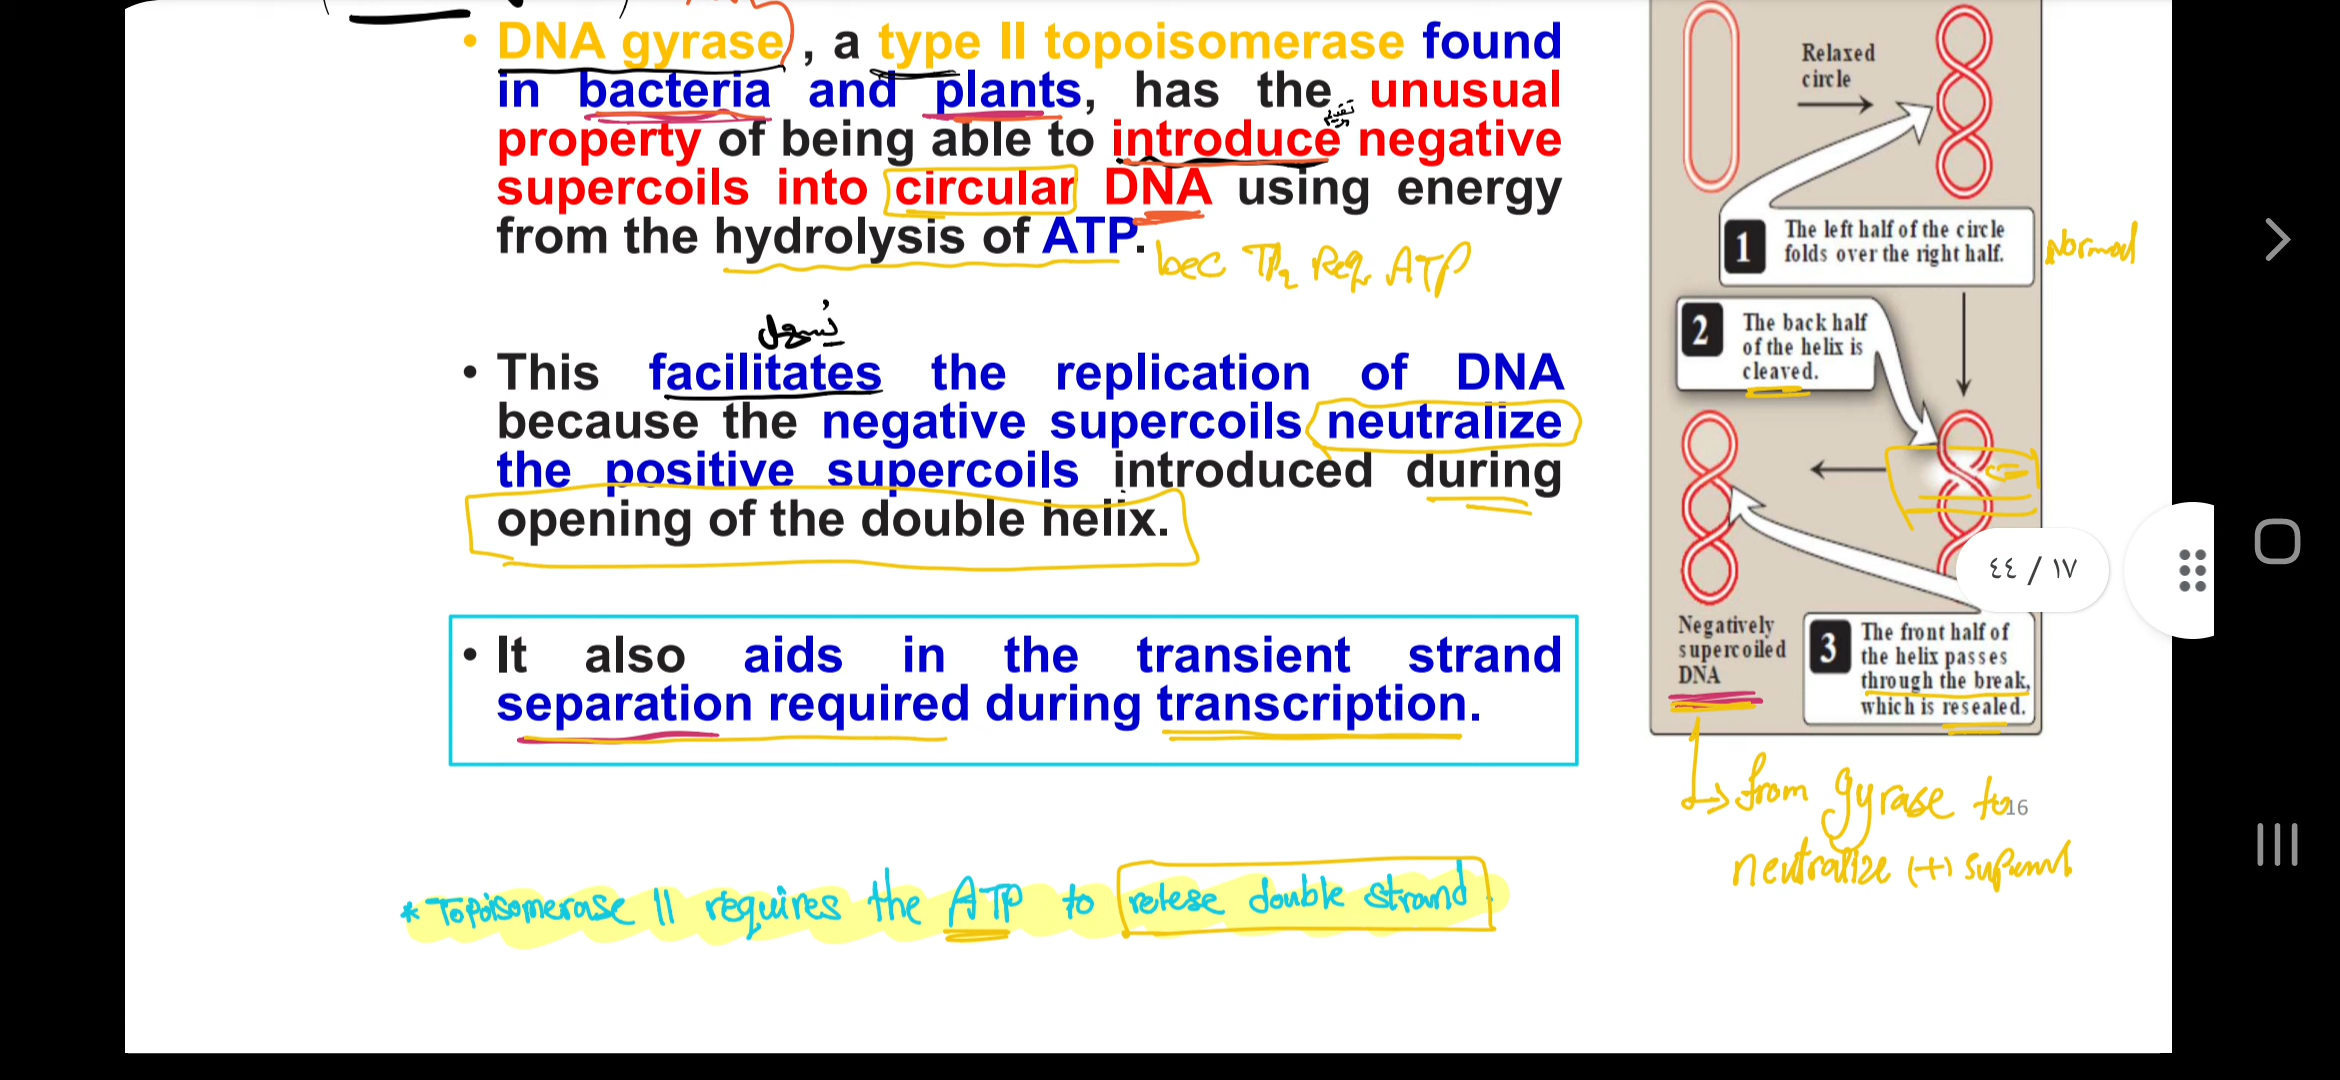 • DNA gyrase, a type II topoisomerase found
in bacteria and plants, has the unusual
property of being able to introduce negative
supercoils into circular DNA using energy
from the hydrolysis of ATP.
bec Req ATP
• This facilitates the replication of DNA
because the negative supercoils neutralize
the positive supercoils introduced during
opening of the double helix.
• It also aids in the transient strand
separation required during transcription.
* Topoisomerase II requires the ATP to relese double strand
Relaxed
circle
1 The left half of the circle
folds over the right half.
Normal
2 The back half
of the helix is
cleaved.
٤٤ / ١٧
Negatively
supercoiled
DNA
3 The front half of
the helix passes
through the break,
which is resealed.
from gyrase to
16
neutralize (+)